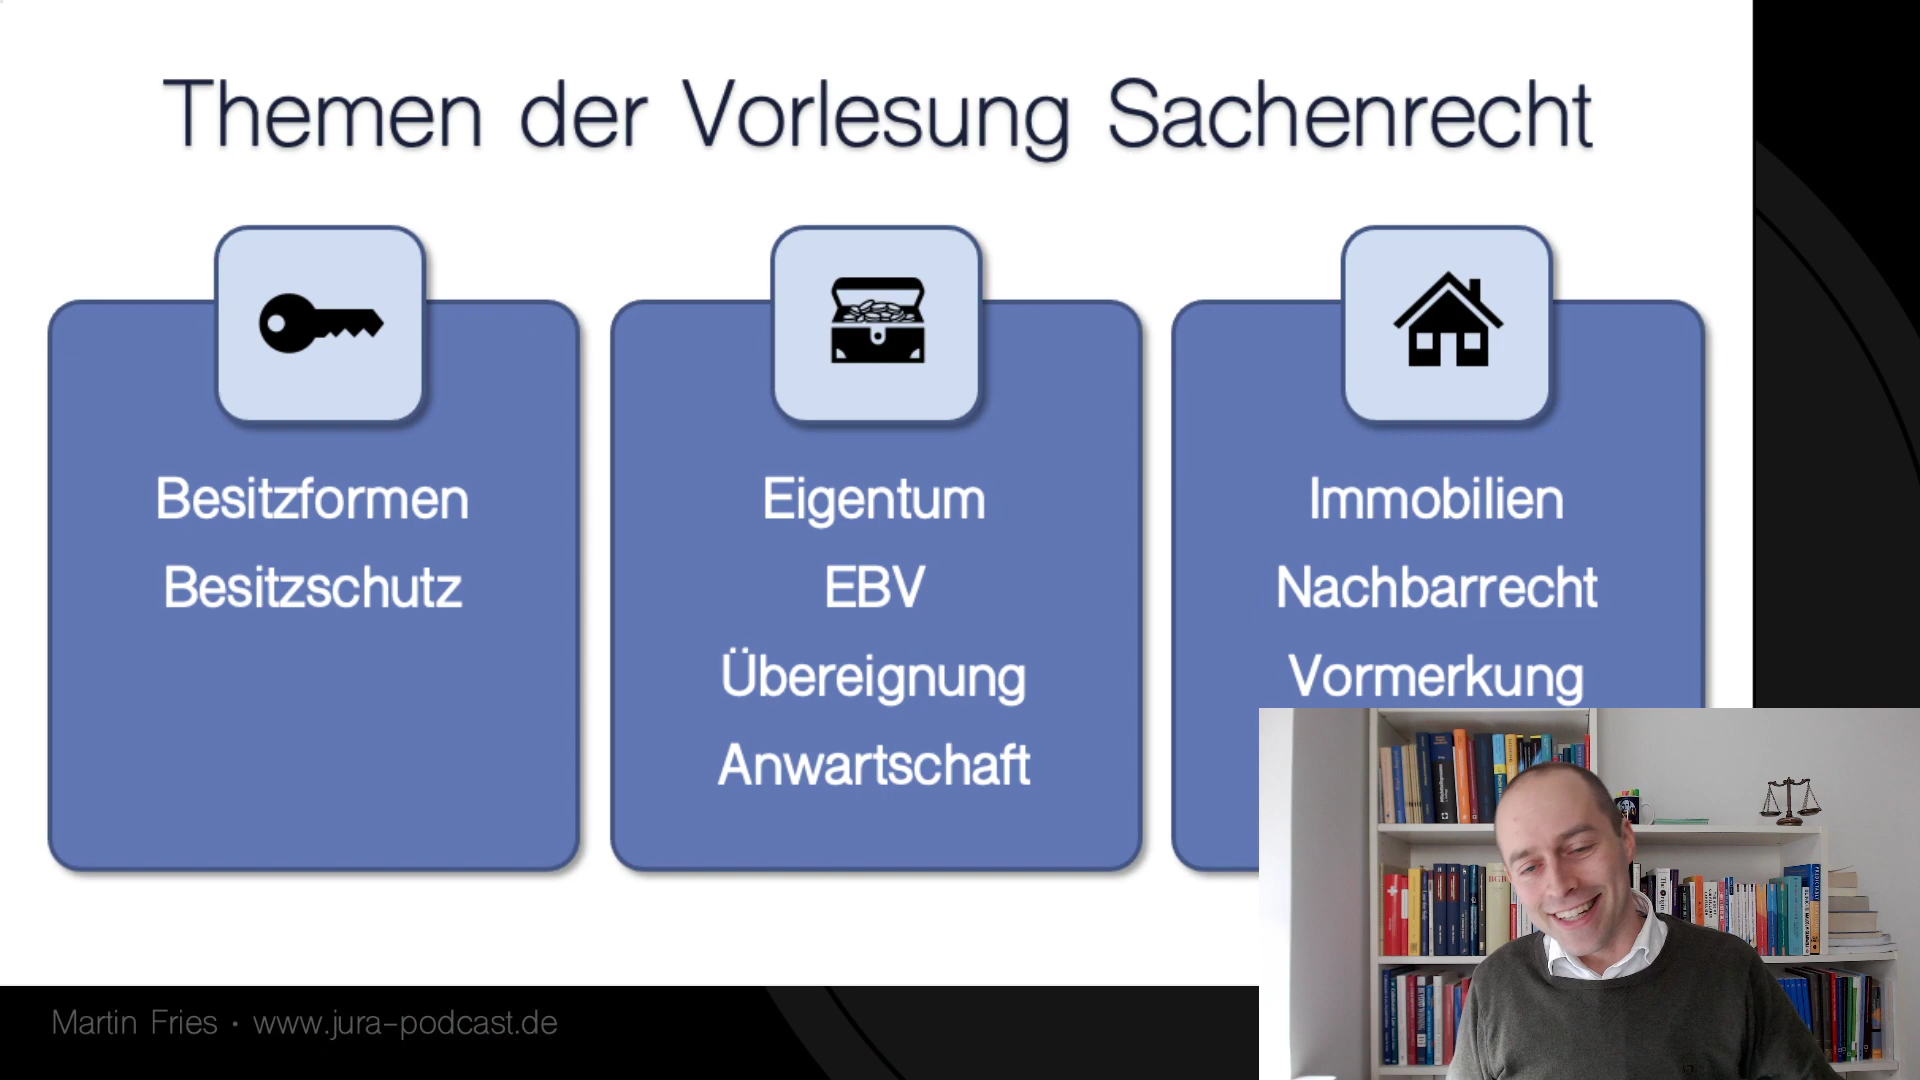 Themen der Vorlesung Sachenrecht
Besitzformen
Besitzschutz
Eigentum
EBV
Übereignung
Anwartschaft
Immobilien
Nachbarrecht
Vormerkung
Martin Fries • www.jura-podcast.de